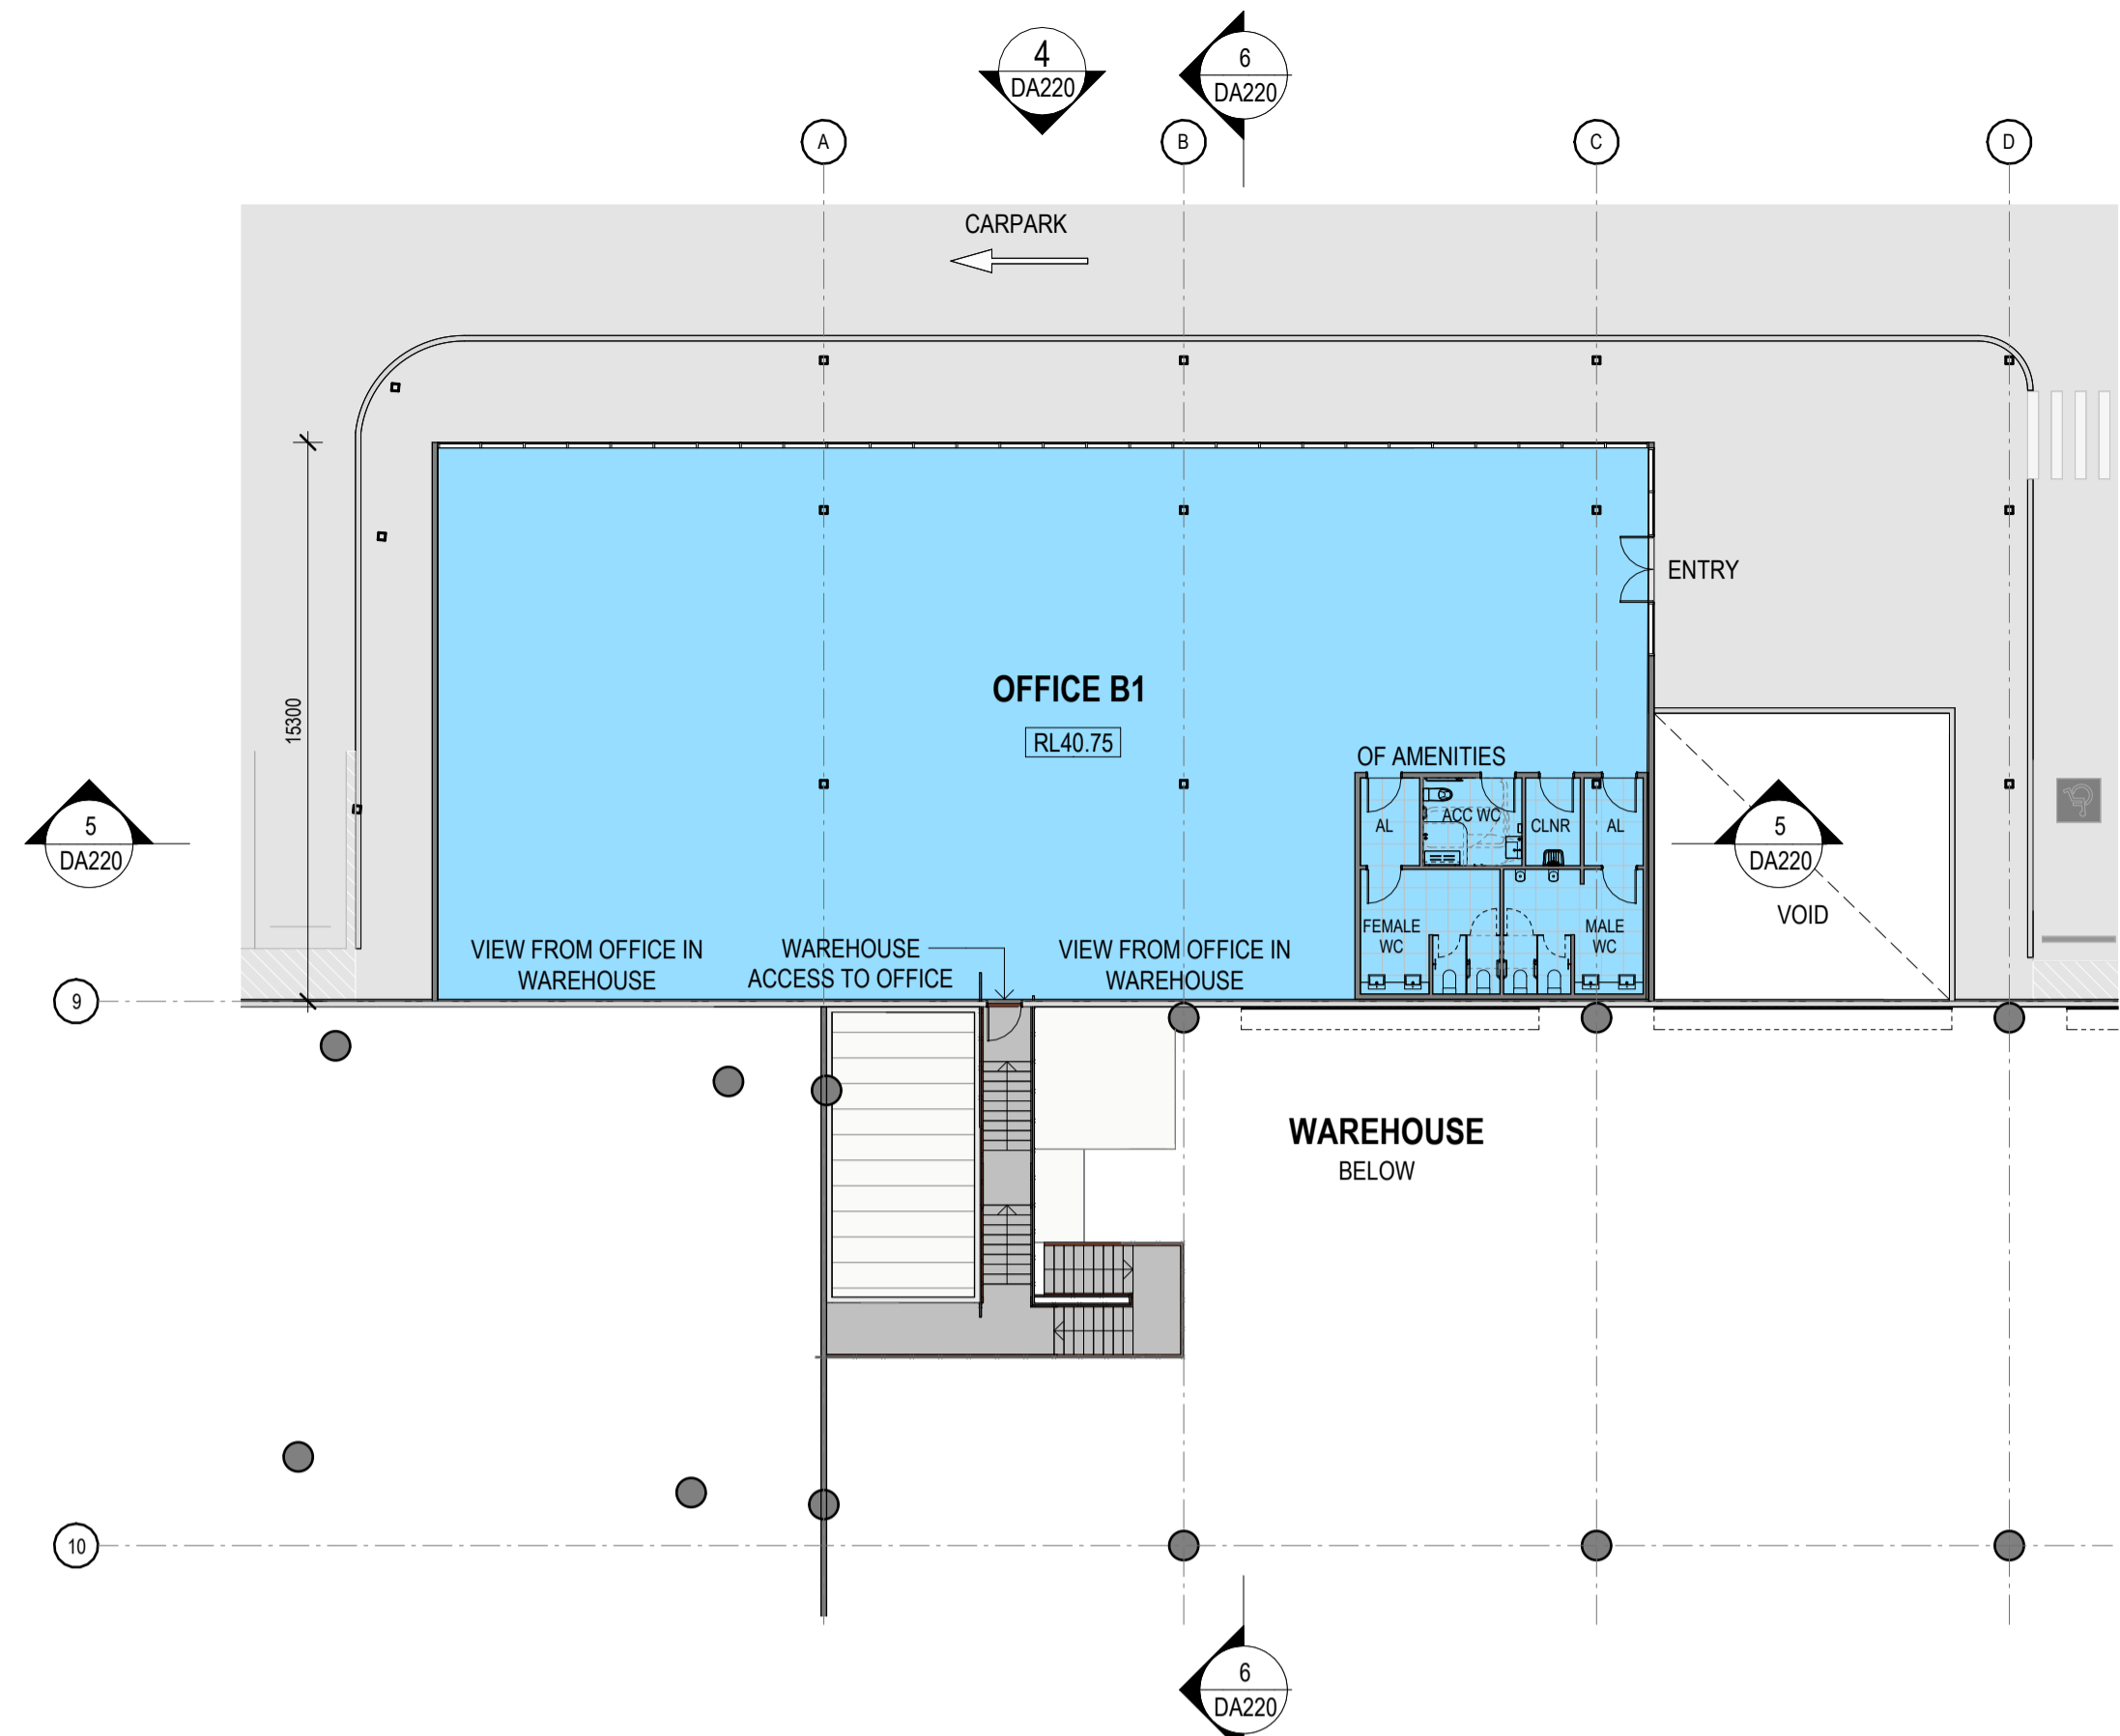 4
DA220
6
DA220
A
B
C
D
CARPARK
ENTRY
15300
OFFICE B1
RL40.75
OF AMENITIES
AL
ACC WC
CLNR
AL
5
DA220
5
DA220
VOID
FEMALE
WC
MALE
WC
VIEW FROM OFFICE IN
WAREHOUSE
WAREHOUSE
ACCESS TO OFFICE
VIEW FROM OFFICE IN
WAREHOUSE
9
WAREHOUSE
BELOW
10
6
DA220